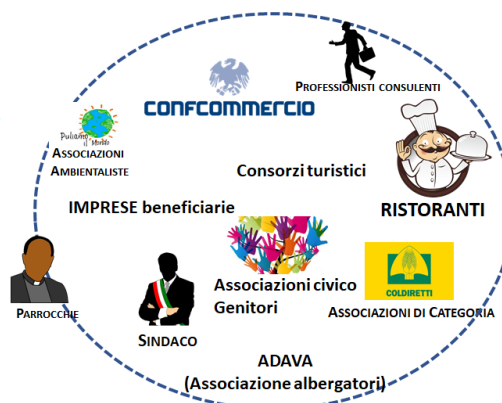 PROFESSIONISTI CONSULENTI
CONFCOMMERCIO
Puliamo
il Mondo
ASSOCIAZIONI
AMBIENTALISTE
Consorzi turistici
IMPRESE beneficiarie
RISTORANTI
COLDIRETTI
Associazioni civico
Genitori
ASSOCIAZIONI DI CATEGORIA
PARROCCHIE
SINDACO
ADAVA
(Associazione albergatori)